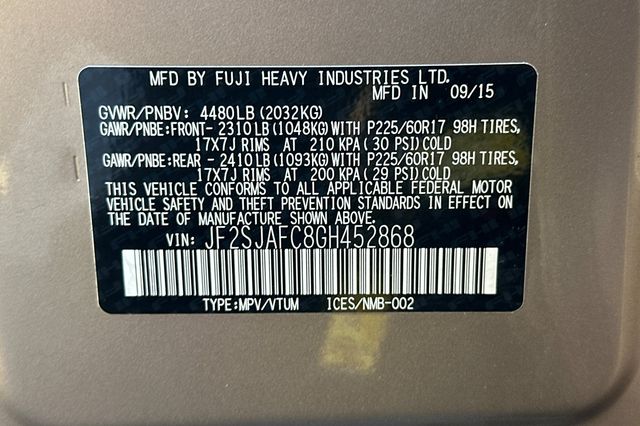 MFD BY FUJI HEAVY INDUSTRIES LTD.
MFD IN 09/15
GVWR/PNBV: 4480LB (2032KG)
GAWR/PNBE:FRONT- 2310LB (1048KG) WITH P225/60R17 98H TIRES,
17X7J RIMS AT 210 KPA ( 30 PSI) COLD
GAWR/PNBE:REAR - 2410LB (1093KG) WITH P225/60R17 98H TIRES,
17X7J RIMS AT 200 KPA ( 29 PSI) COLD
THIS VEHICLE CONFORMS TO ALL APPLICABLE FEDERAL MOTOR
VEHICLE SAFETY AND THEFT PREVENTION STANDARDS IN EFFECT ON
THE DATE OF MANUFACTURE SHOWN ABOVE.
VIN: JF2SJAFC8GH452868
TYPE:MPV/VTUM ICES/NMB-002